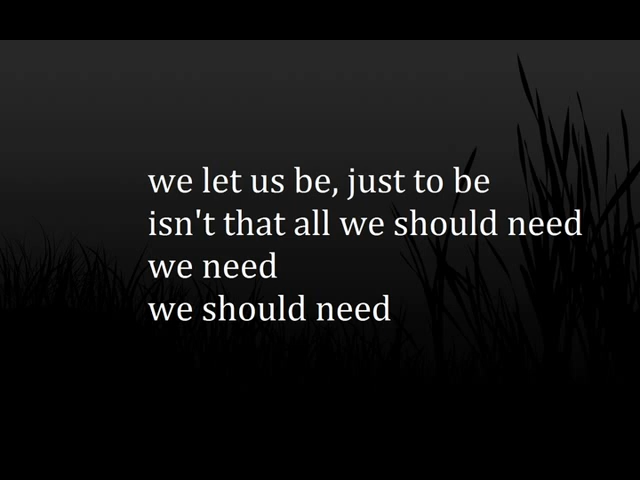 we let us be, just to be
isn't that all we should need
we need
we should need